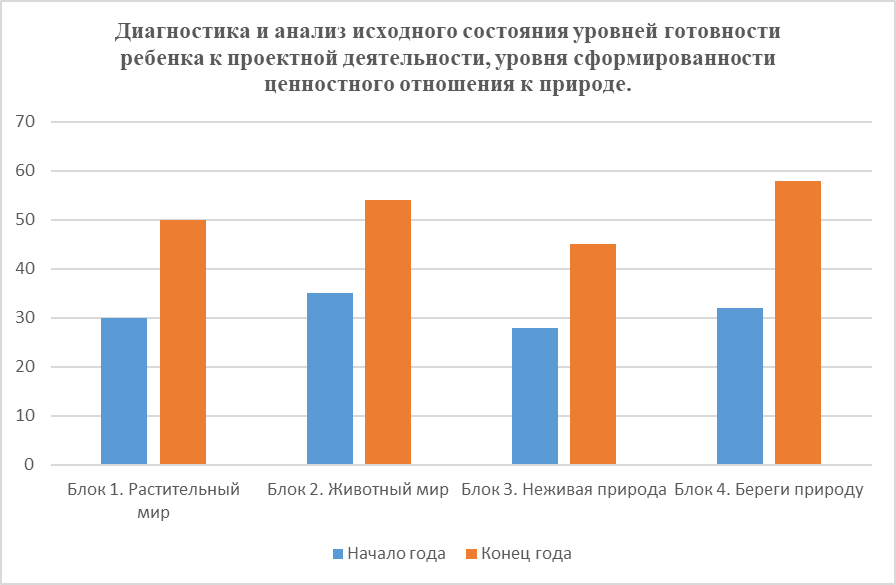 Диагностика и анализ исходного состояния уровней готовности
ребенка к проектной деятельности, уровня сформированности
ценностного отношения к природе.
70
60
50
40
30
20
10
0
Блок 1. Растительный
мир
Блок 2. Животный мир
Блок 3. Неживая природа
Блок 4. Береги природу
Начало года
Конец года